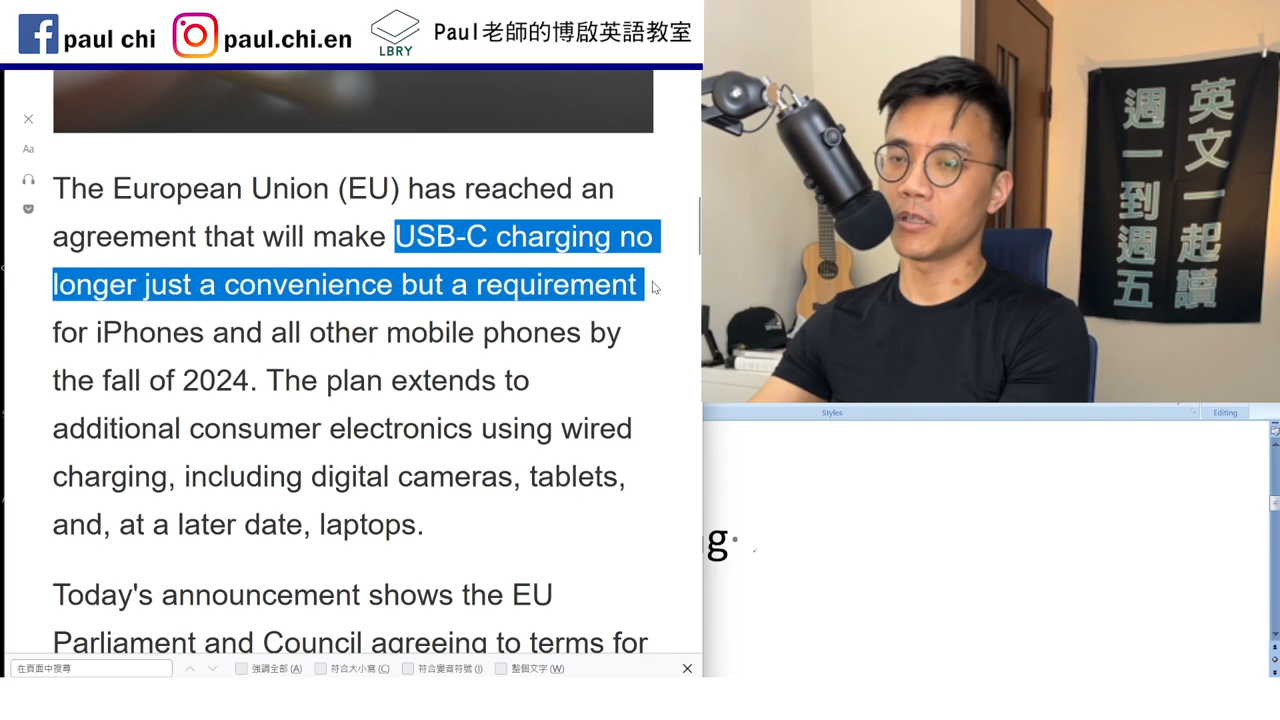 paul chi
paul.chi.en
LBRY
Paul老師的博啟英語教室
Aa
The European Union (EU) has reached an
agreement that will make USB-C charging no
longer just a convenience but a requirement
for iPhones and all other mobile phones by
the fall of 2024. The plan extends to
additional consumer electronics using wired
charging, including digital cameras, tablets,
and, at a later date, laptops.
Today's announcement shows the EU
Parliament and Council agreeing to terms for
在頁面中搜尋
強調全部 (A)
符合大小寫 (C)
符合變音符號 (I)
整個文字 (W)
英文一起讀
週一到週五
Styles
Editing
g